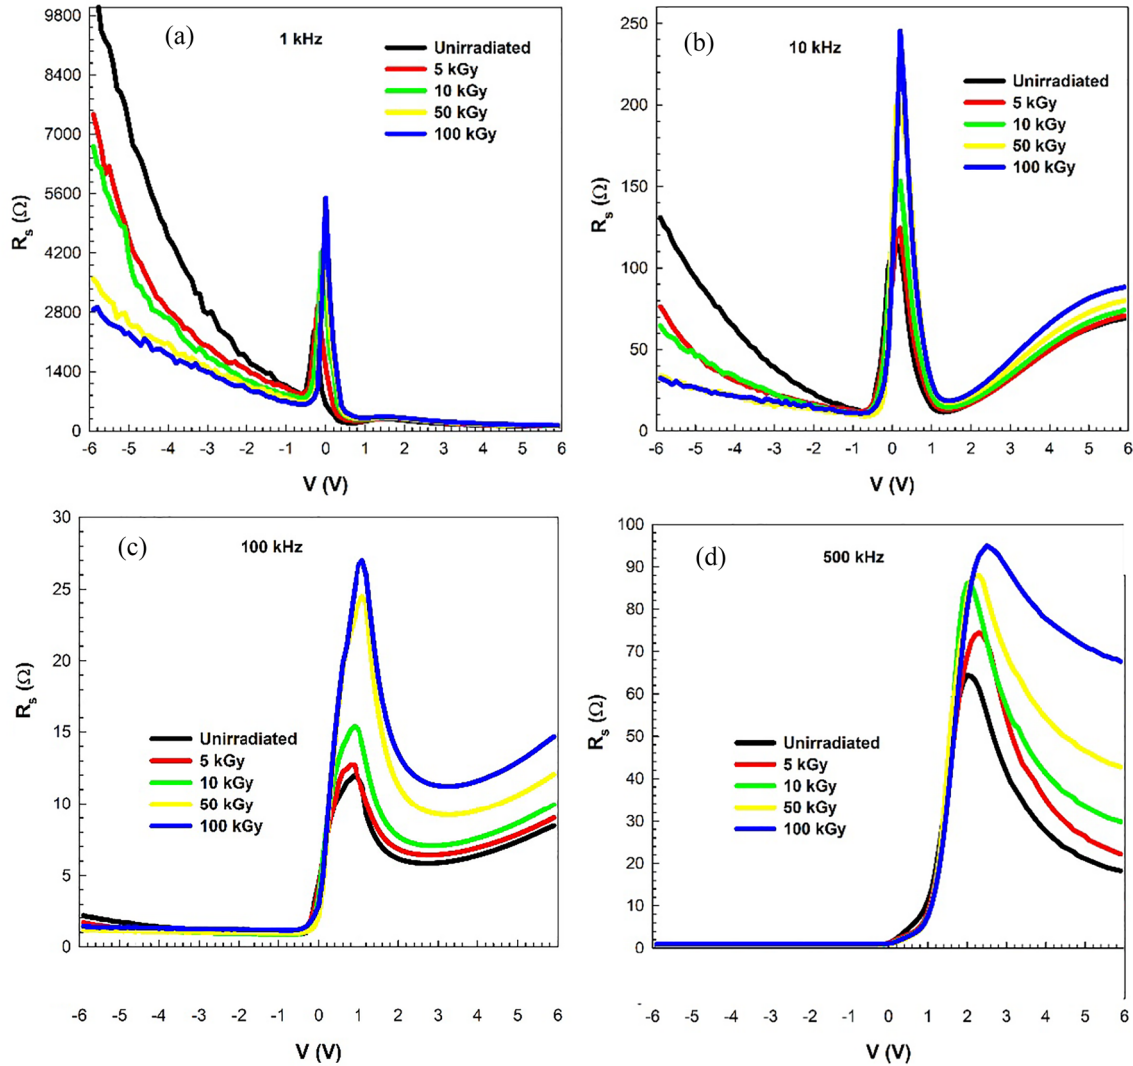 (a)
1 kHz
Unirradiated
5 kGy
10 kGy
50 kGy
100 kGy
9800
8400
7000
5600
4200
2800
1400
0
Rs (Ω)
-6 -5 -4 -3 -2 -1 0 1 2 3 4 5 6
V (V)
(b)
10 kHz
Unirradiated
5 kGy
10 kGy
50 kGy
100 kGy
250
200
150
100
50
0
Rs (Ω)
-6 -5 -4 -3 -2 -1 0 1 2 3 4 5 6
V (V)
(c)
100 kHz
Unirradiated
5 kGy
10 kGy
50 kGy
100 kGy
30
25
20
15
10
5
0
Rs (Ω)
-6 -5 -4 -3 -2 -1 0 1 2 3 4 5 6
V (V)
(d)
500 kHz
Unirradiated
5 kGy
10 kGy
50 kGy
100 kGy
100
90
80
70
60
50
40
30
20
10
0
Rs (Ω)
-6 -5 -4 -3 -2 -1 0 1 2 3 4 5 6
V (V)